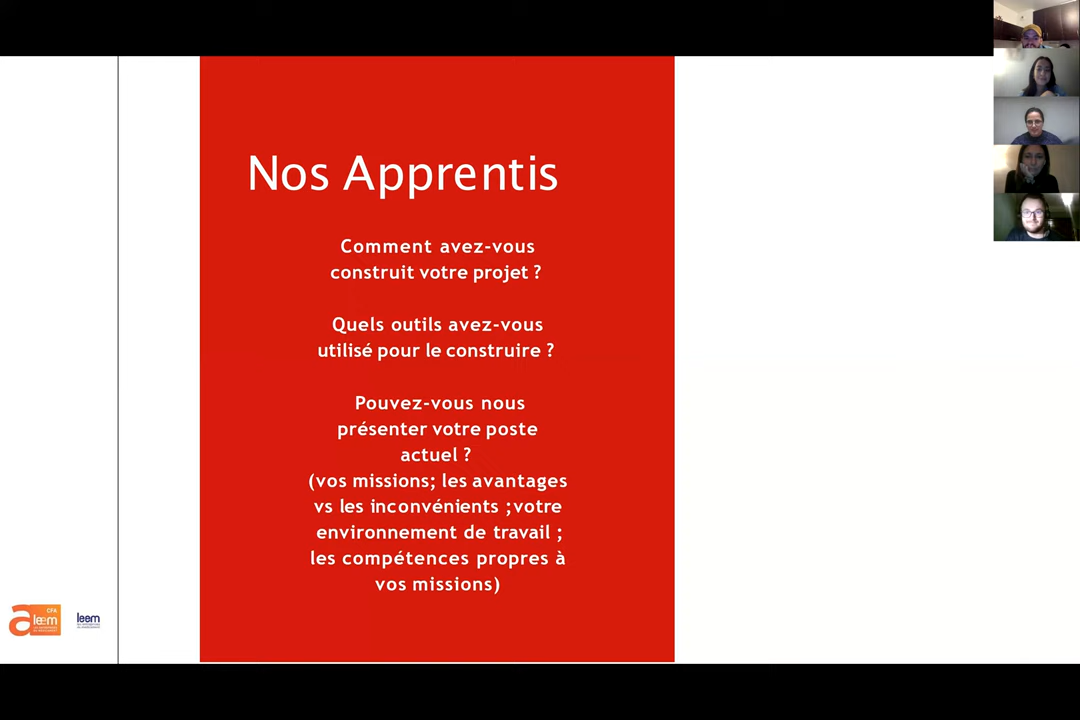 Nos Apprentis
Comment avez-vous
construit votre projet ?
Quels outils avez-vous
utilisé pour le construire ?
Pouvez-vous nous
présenter votre poste
actuel ?
(vos missions; les avantages
vs les inconvénients ;votre
environnement de travail ;
les compétences propres à
vos missions)
CFA
leem
leem